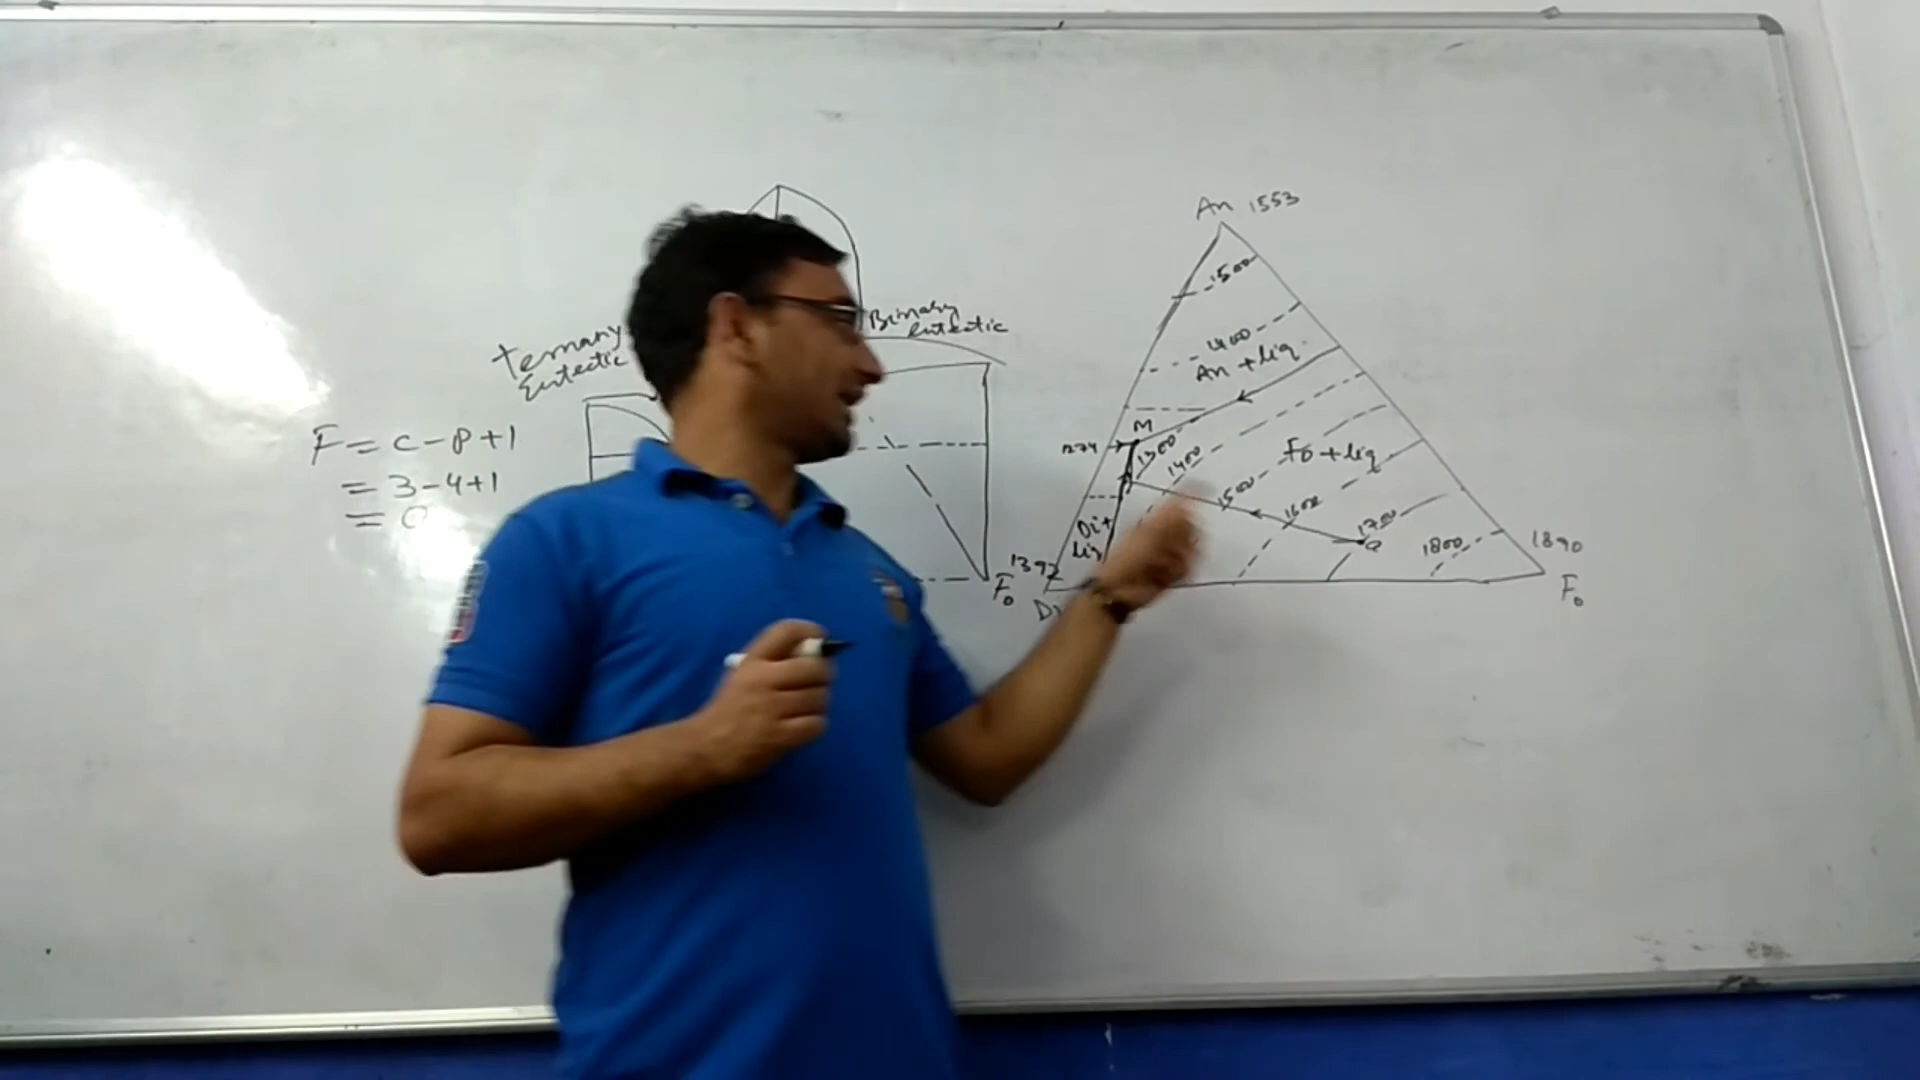 Ternary
Eutectic
F = C-P+1
= 3-4+1
= 0
Binary
Eutectic
Fo
An 1553
1500
1400
An + liq
M
1274
1300
1400
Fo + liq
1500
1600
1700
a
1800
Di +
liq
1392
Di
1890
Fo